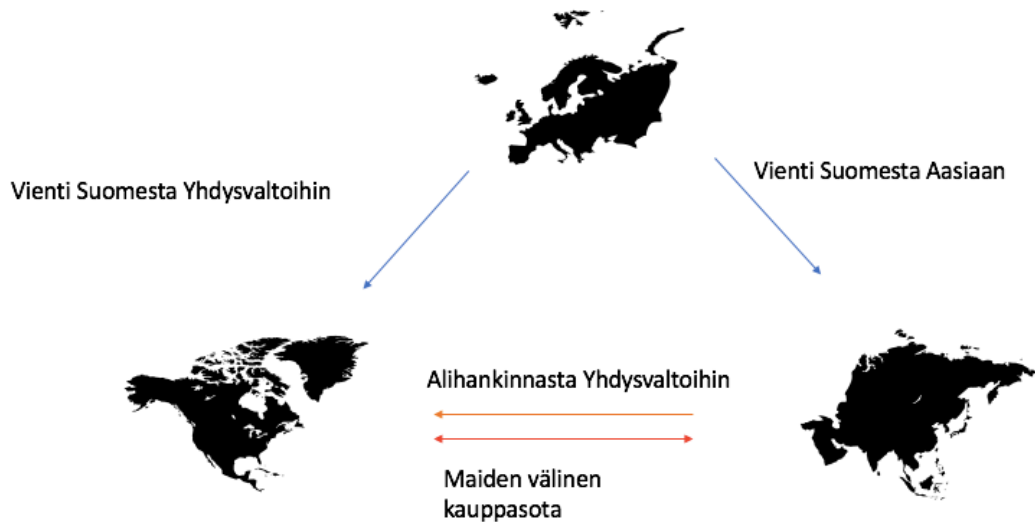 Vienti Suomesta Yhdysvaltoihin
Vienti Suomesta Aasiaan
Alihankinnasta Yhdysvaltoihin
Maiden välinen
kauppasota